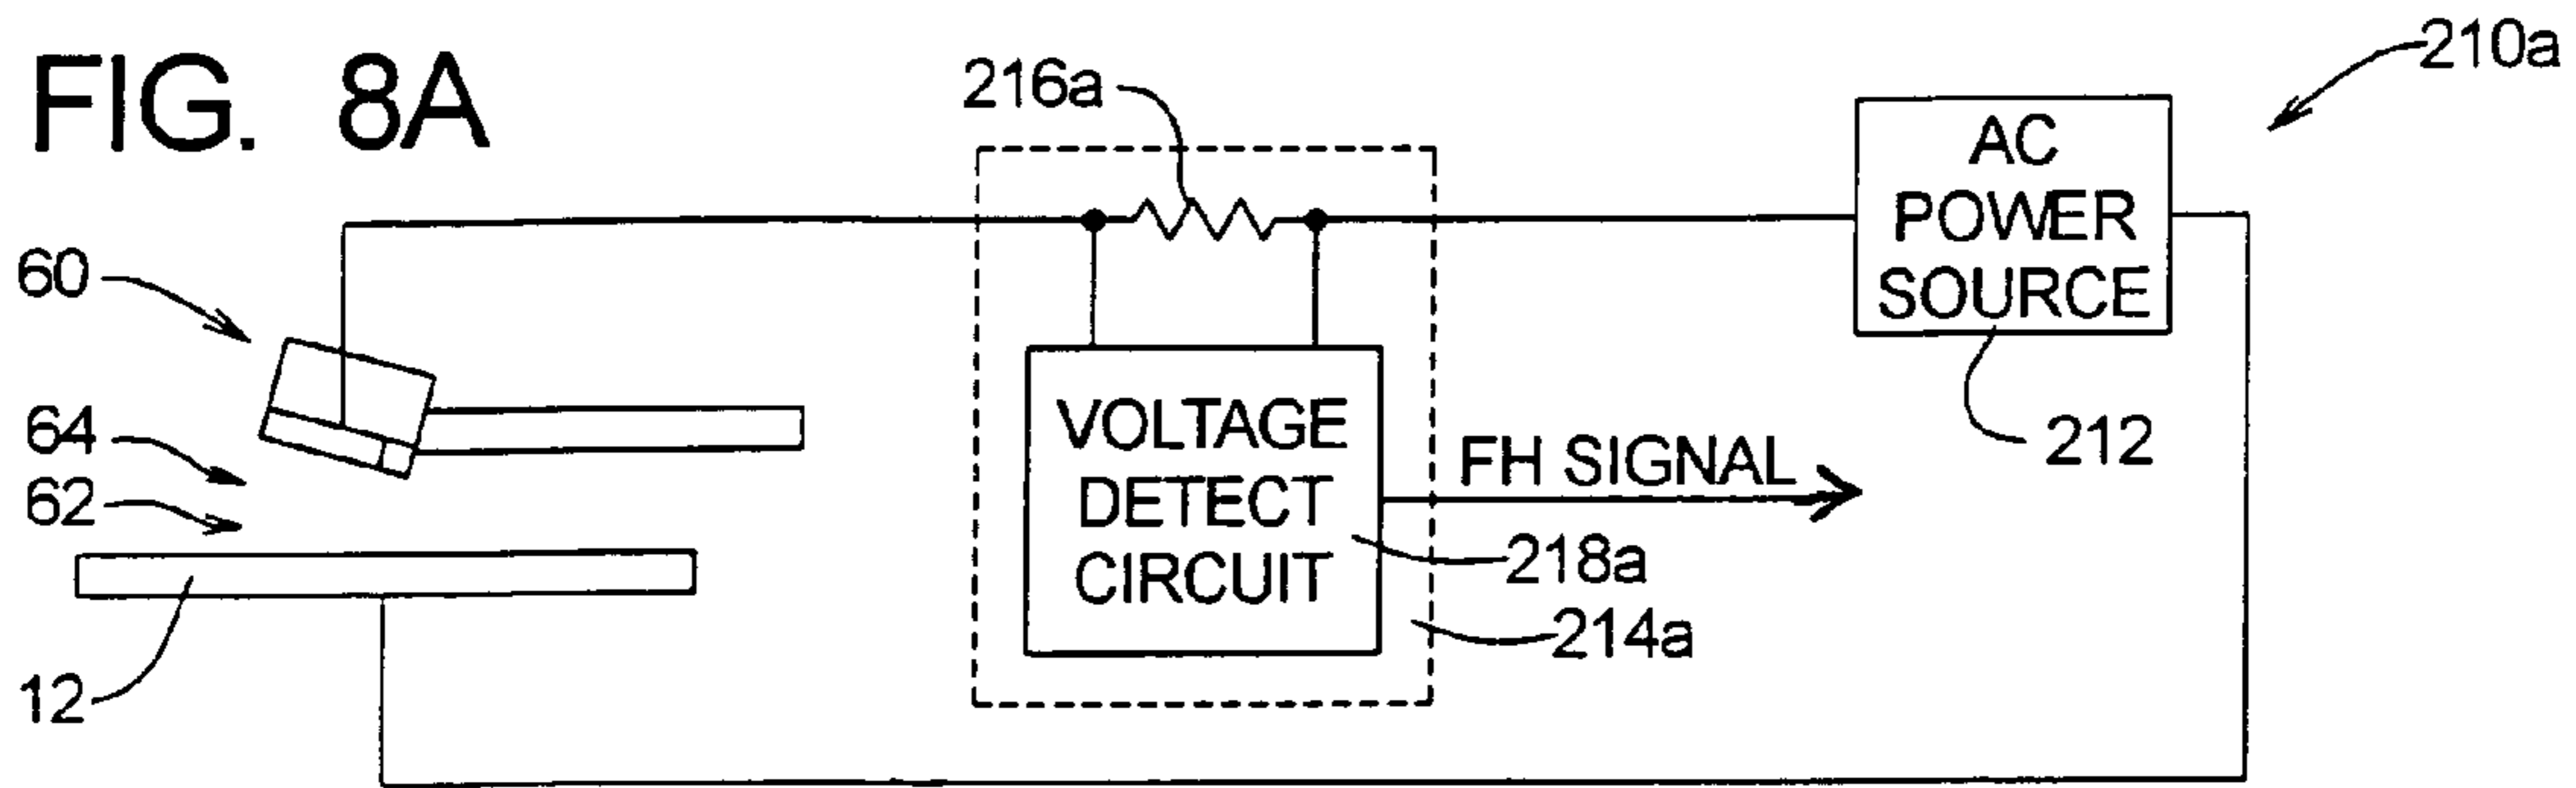 FIG. 8A
210a
216a
AC
POWER
SOURCE
60
212
64
62
VOLTAGE
DETECT
CIRCUIT
FH SIGNAL
218a
214a
12